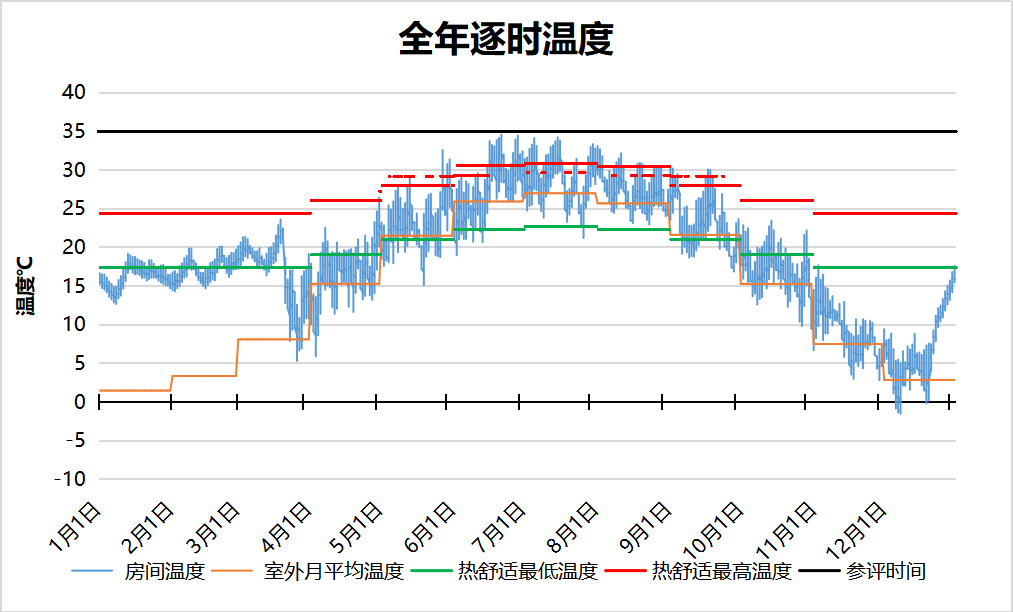 全年逐时温度
40
35
30
25
20
15
10
5
0
-5
-10
温度℃
1月1日
2月1日
3月1日
4月1日
5月1日
6月1日
7月1日
8月1日
9月1日
10月1日
11月1日
12月1日
房间温度 室外月平均温度 热舒适最低温度 热舒适最高温度 参评时间